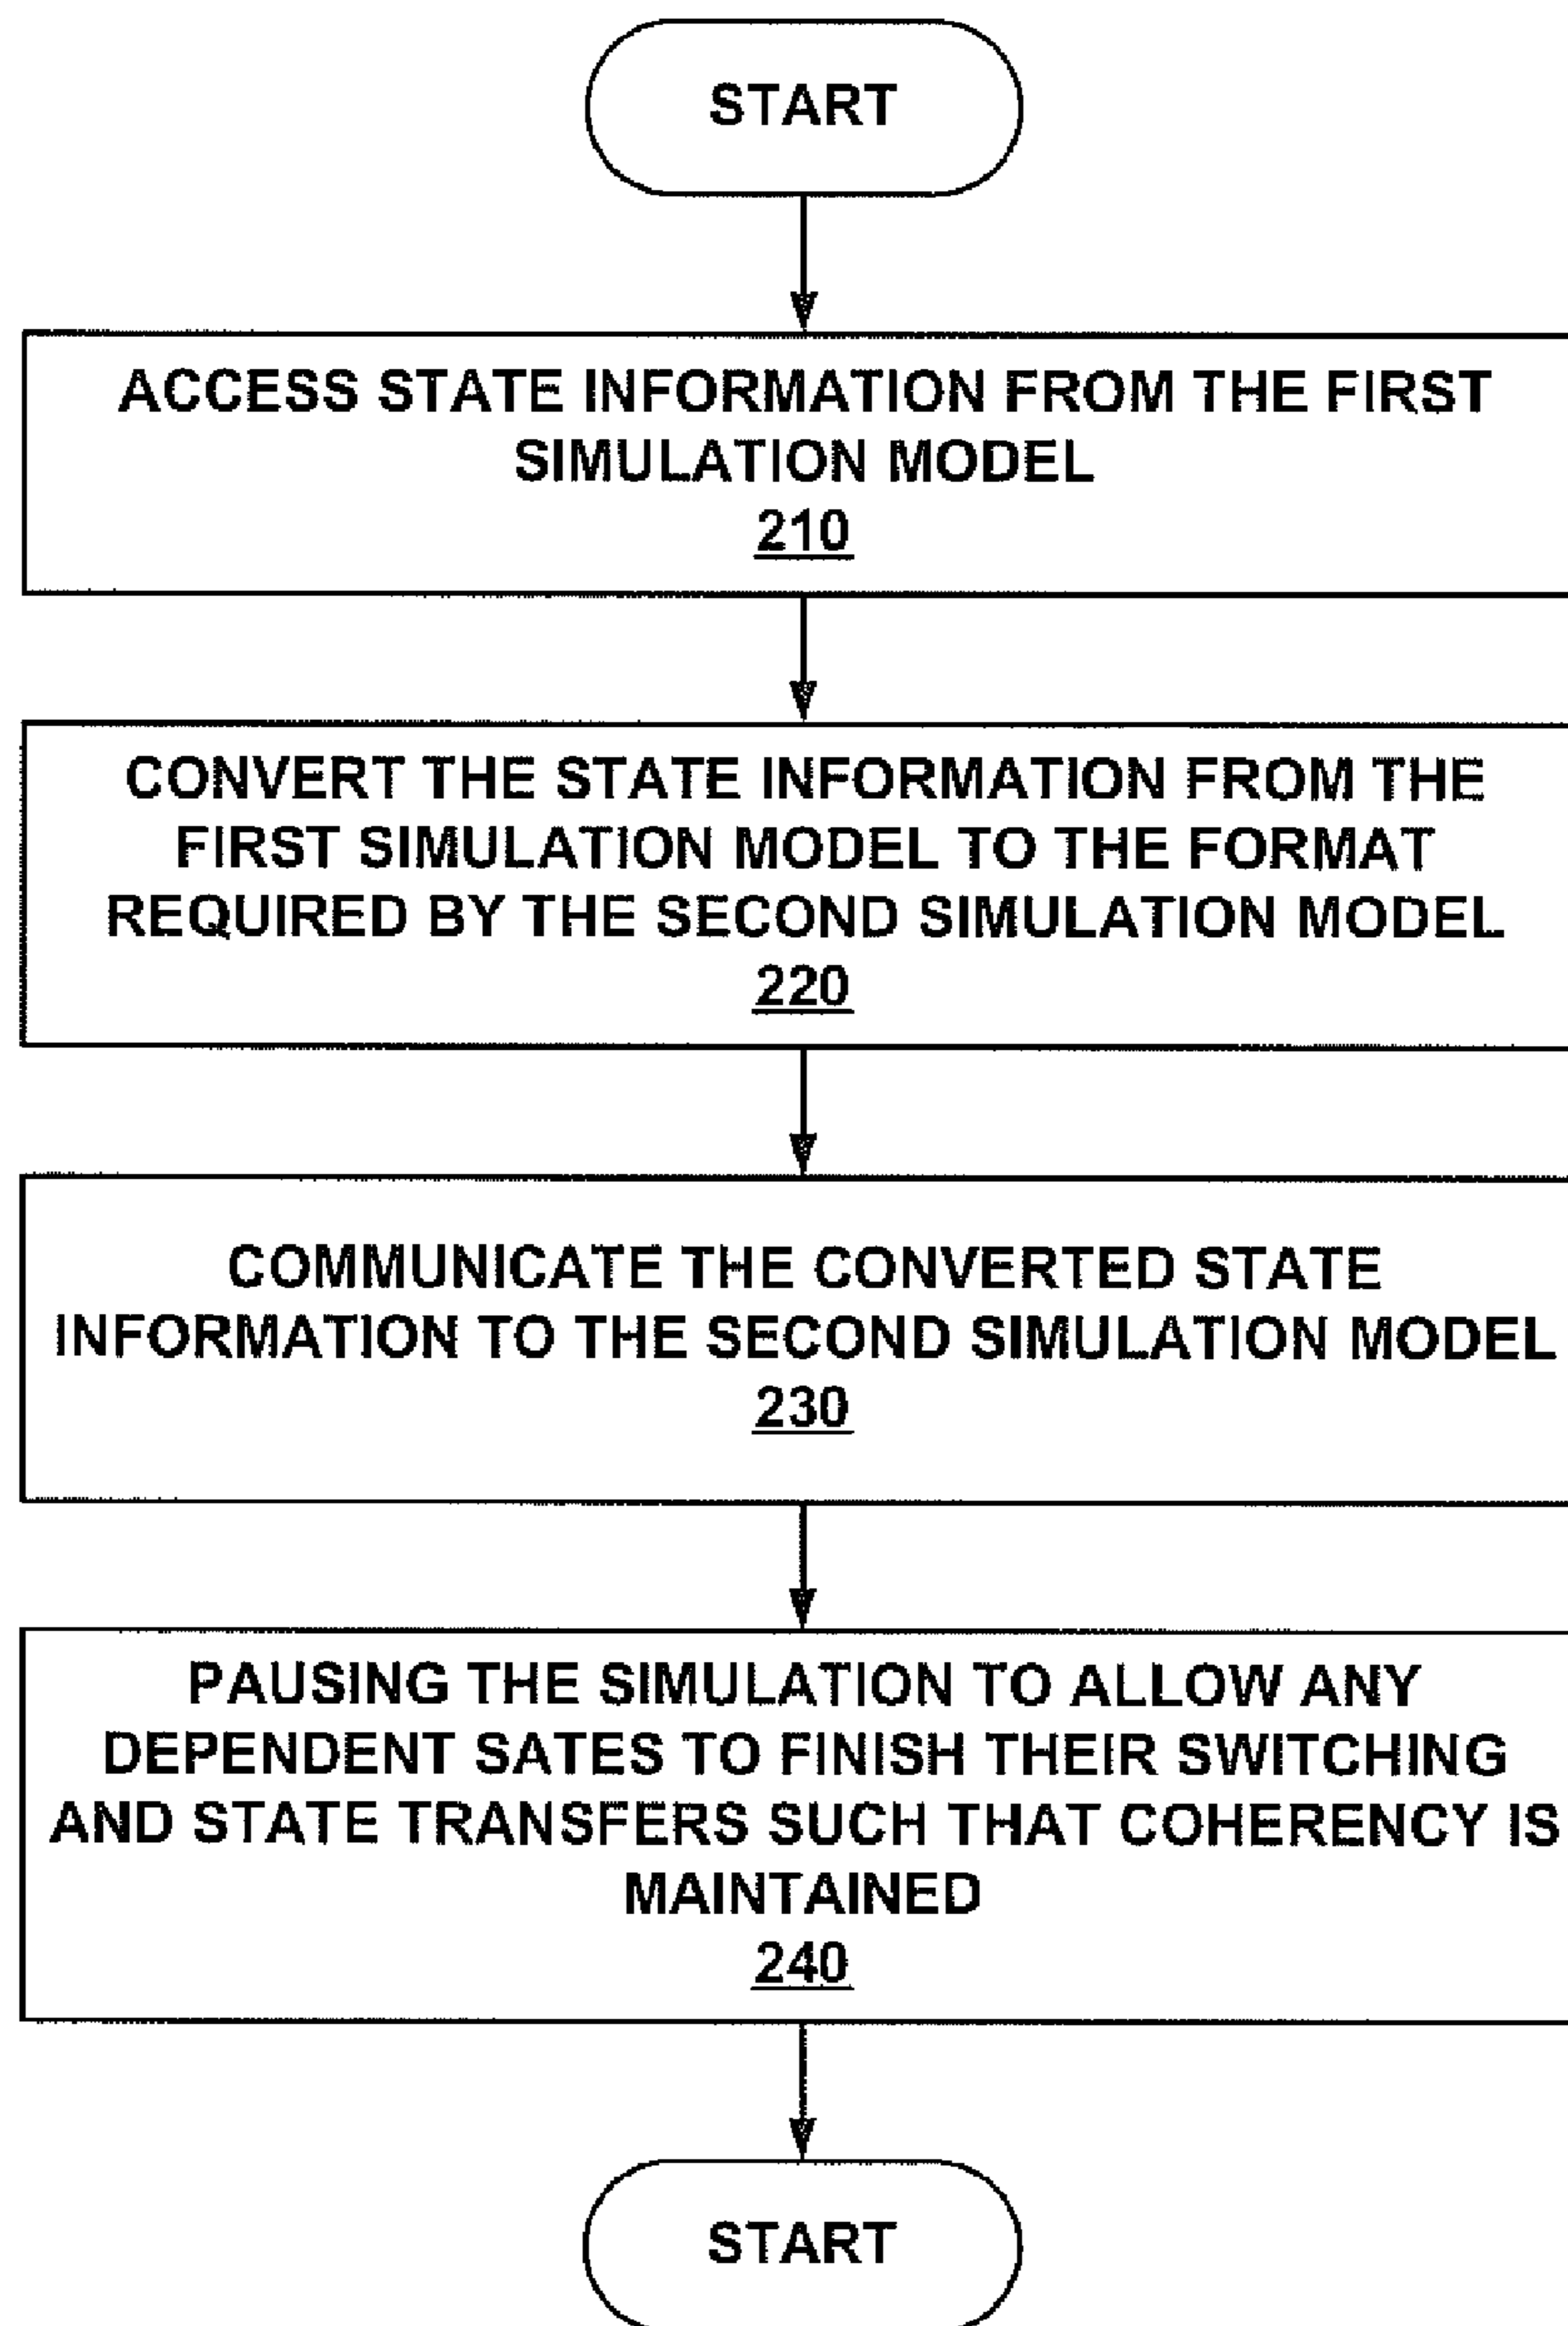 START
ACCESS STATE INFORMATION FROM THE FIRST
SIMULATION MODEL
210
CONVERT THE STATE INFORMATION FROM THE
FIRST SIMULATION MODEL TO THE FORMAT
REQUIRED BY THE SECOND SIMULATION MODEL
220
COMMUNICATE THE CONVERTED STATE
INFORMATION TO THE SECOND SIMULATION MODEL
230
PAUSING THE SIMULATION TO ALLOW ANY
DEPENDENT SATES TO FINISH THEIR SWITCHING
AND STATE TRANSFERS SUCH THAT COHERENCY IS
MAINTAINED
240
START